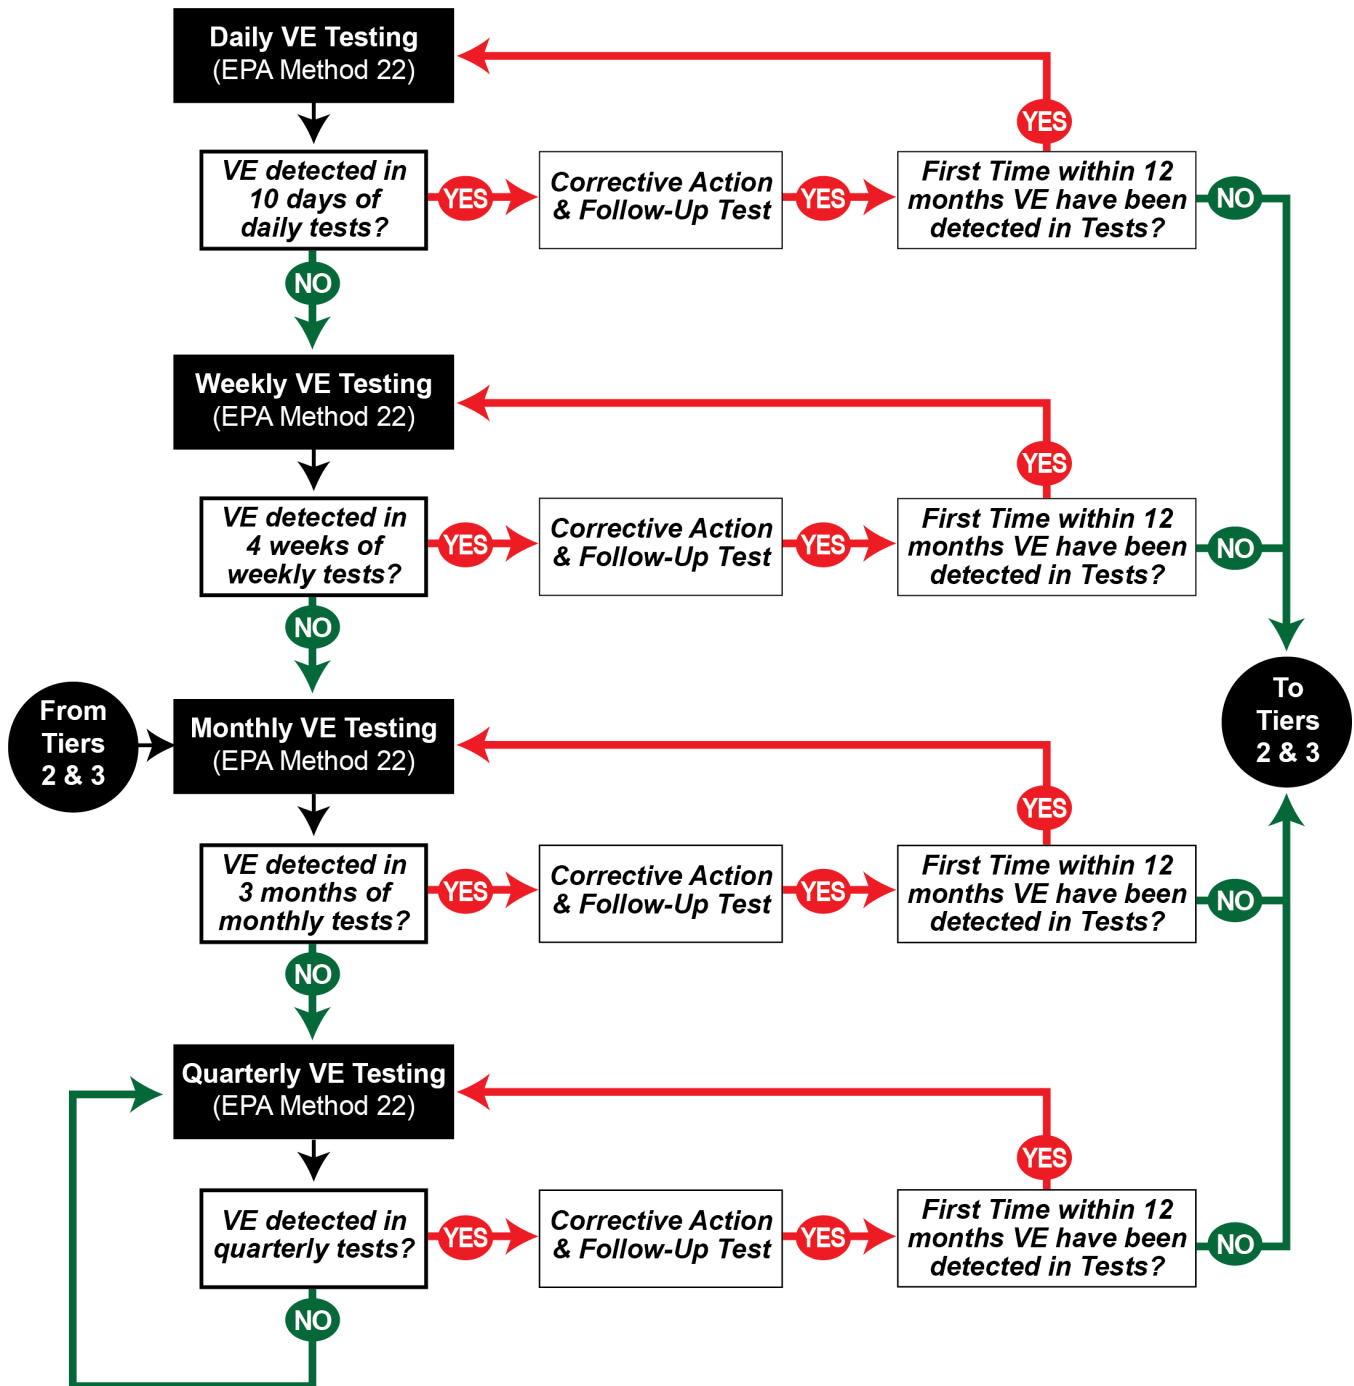 Daily VE Testing
(EPA Method 22)
YES
VE detected in
10 days of
daily tests?
YES
Corrective Action
& Follow-Up Test
YES
First Time within 12
months VE have been
detected in Tests?
NO
NO
Weekly VE Testing
(EPA Method 22)
YES
VE detected in
4 weeks of
weekly tests?
YES
Corrective Action
& Follow-Up Test
YES
First Time within 12
months VE have been
detected in Tests?
NO
NO
From
Tiers
2 & 3
Monthly VE Testing
(EPA Method 22)
To
Tiers
2 & 3
YES
VE detected in
3 months of
monthly tests?
YES
Corrective Action
& Follow-Up Test
YES
First Time within 12
months VE have been
detected in Tests?
NO
NO
Quarterly VE Testing
(EPA Method 22)
YES
VE detected in
quarterly tests?
YES
Corrective Action
& Follow-Up Test
YES
First Time within 12
months VE have been
detected in Tests?
NO
NO